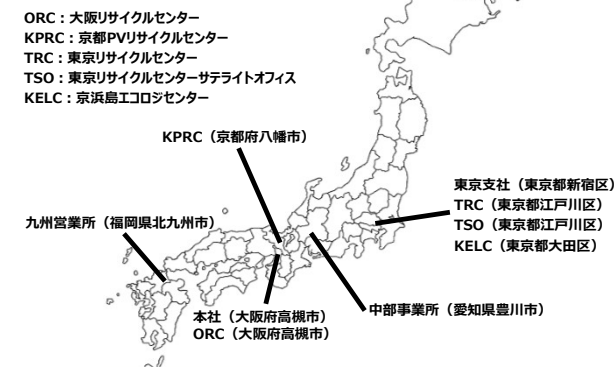 ORC：大阪リサイクルセンター
KPRC：京都PVリサイクルセンター
TRC：東京リサイクルセンター
TSO：東京リサイクルセンターサテライトオフィス
KELC：京浜島エコロジセンター
KPRC（京都府八幡市）
東京支社（東京都新宿区）
TRC（東京都江戸川区）
TSO（東京都江戸川区）
KELC（東京都大田区）
九州営業所（福岡県北九州市）
中部事業所（愛知県豊川市）
本社（大阪府高槻市）
ORC（大阪府高槻市）